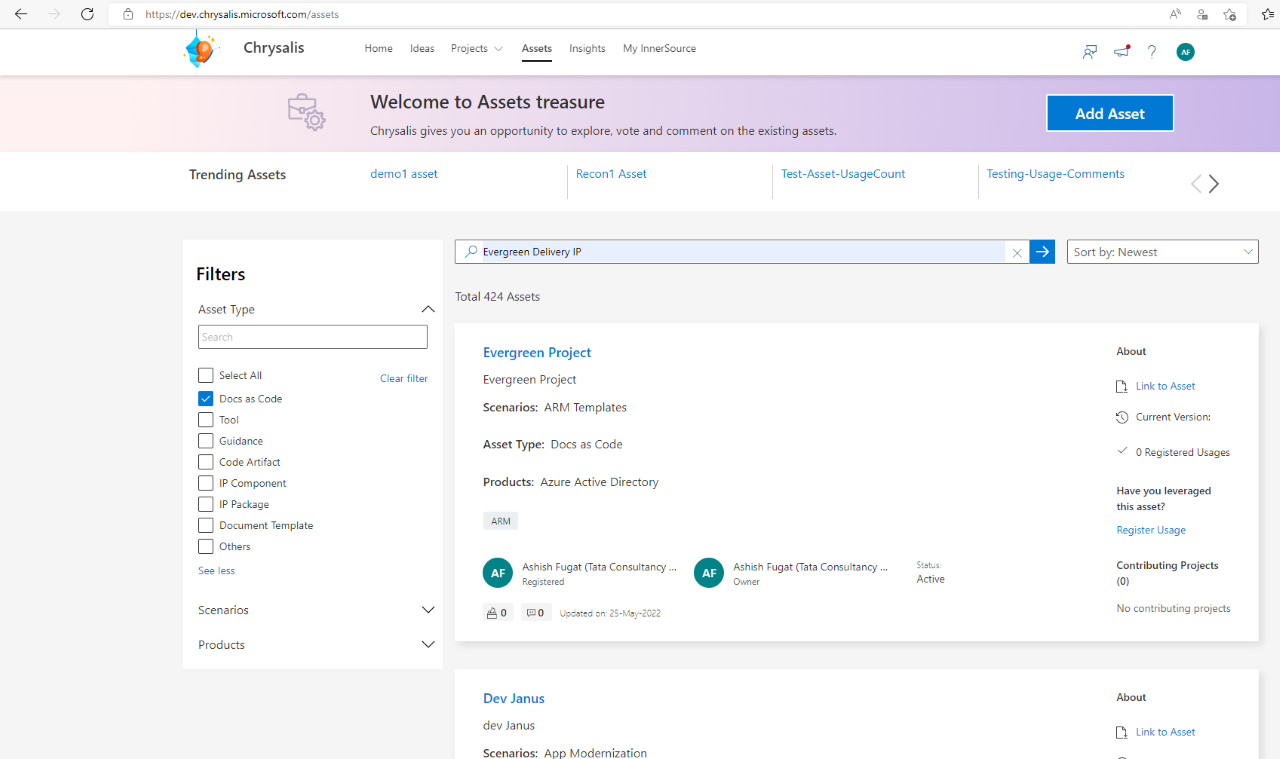 https://dev.chrysalis.microsoft.com/assets
Chrysalis
Home Ideas Projects Assets Insights My InnerSource
AF
Welcome to Assets treasure
Chrysalis gives you an opportunity to explore, vote and comment on the existing assets.
Add Asset
Trending Assets
demo1 asset
Recon1 Asset
Test-Asset-UsageCount
Testing-Usage-Comments
Filters
Asset Type
Search
Select All
Clear filter
Docs as Code
Tool
Guidance
Code Artifact
IP Component
IP Package
Document Template
Others
See less
Scenarios
Products
Evergreen Delivery IP
Sort by: Newest
Total 424 Assets
Evergreen Project
Evergreen Project
Scenarios: ARM Templates
Asset Type: Docs as Code
Products: Azure Active Directory
ARM
AF
Ashish Fugat (Tata Consultancy ...
Registered
AF
Ashish Fugat (Tata Consultancy ...
Owner
Status:
Active
0
0
Updated on: 25-May-2022
About
Link to Asset
Current Version:
0 Registered Usages
Have you leveraged
this asset?
Register Usage
Contributing Projects
(0)
No contributing projects
Dev Janus
dev Janus
Scenarios: App Modernization
About
Link to Asset